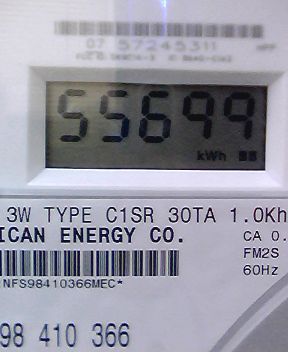 07 57245311
55699
kWh
3W TYPE C1SR 30TA 1.0Kh
ICAN ENERGY CO.
CA 0.
FM2S
60Hz
NFS98410366MEC*
98 410 366